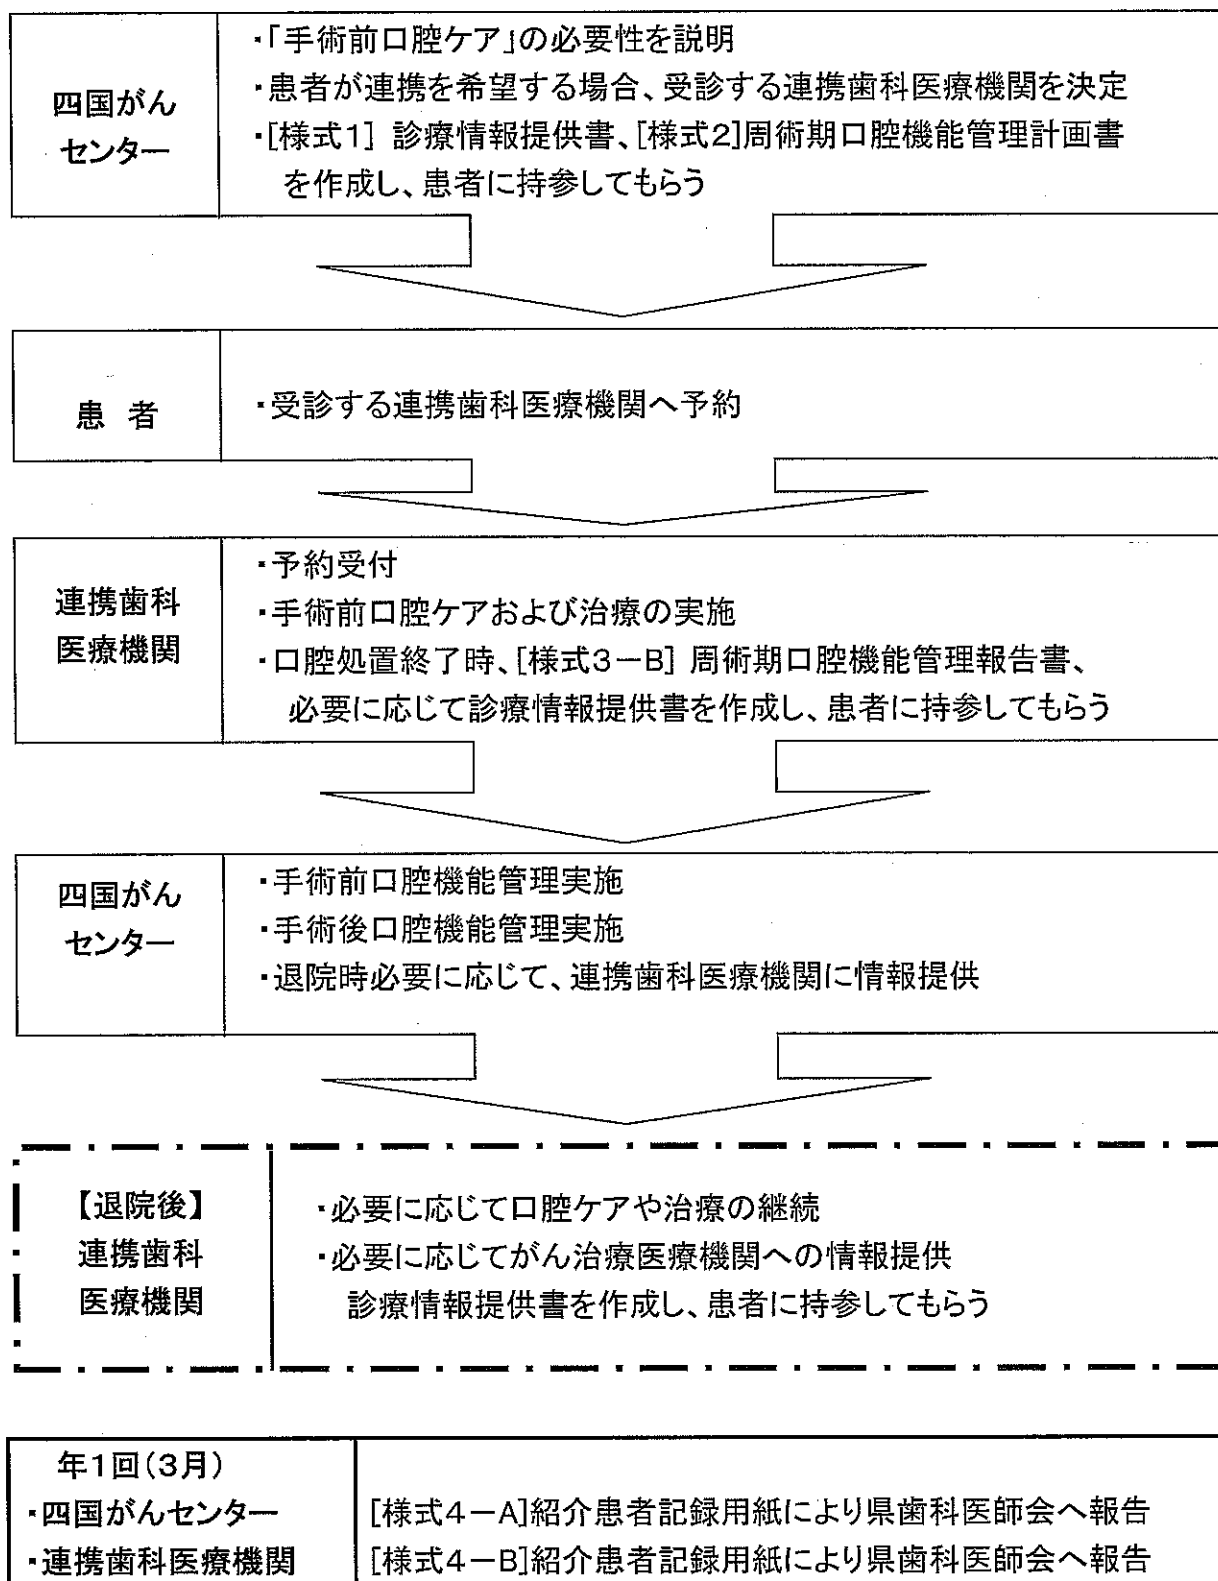 四国がん
センター
・「手術前口腔ケア」の必要性を説明
・患者が連携を希望する場合、受診する連携歯科医療機関を決定
・[様式1] 診療情報提供書、[様式2]周術期口腔機能管理計画書
を作成し、患者に持参してもらう
患 者
・受診する連携歯科医療機関へ予約
連携歯科
医療機関
・予約受付
・手術前口腔ケアおよび治療の実施
・口腔処置終了時、[様式3－B] 周術期口腔機能管理報告書、
必要に応じて診療情報提供書を作成し、患者に持参してもらう
四国がん
センター
・手術前口腔機能管理実施
・手術後口腔機能管理実施
・退院時必要に応じて、連携歯科医療機関に情報提供
【退院後】
連携歯科
医療機関
・必要に応じて口腔ケアや治療の継続
・必要に応じてがん治療医療機関への情報提供
診療情報提供書を作成し、患者に持参してもらう
年1回(3月)
・四国がんセンター
[様式4－A]紹介患者記録用紙により県歯科医師会へ報告
・連携歯科医療機関
[様式4－B]紹介患者記録用紙により県歯科医師会へ報告